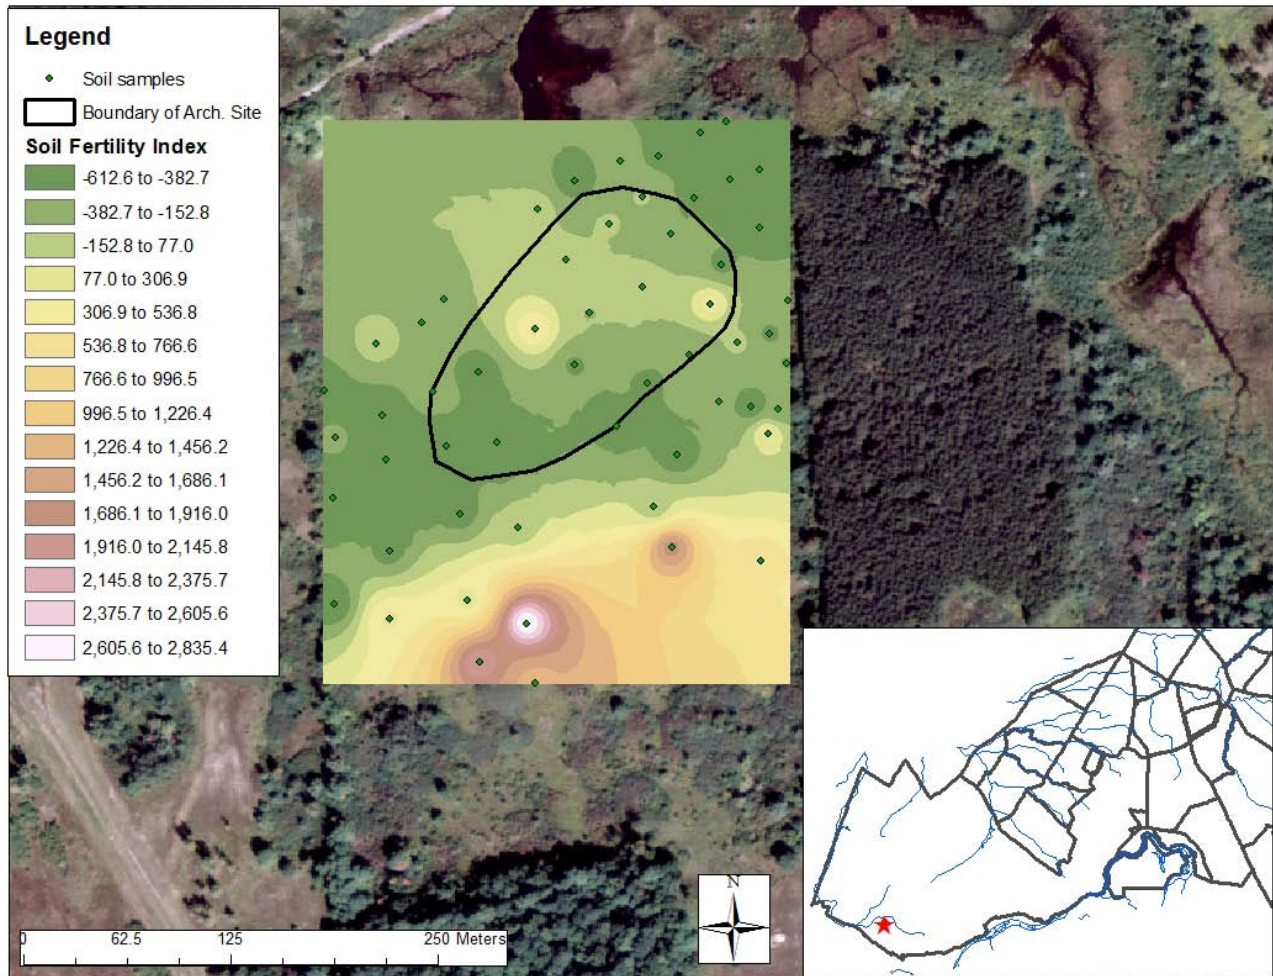 Legend
Soil samples
Boundary of Arch. Site
Soil Fertility Index
-612.6 to -382.7
-382.7 to -152.8
-152.8 to 77.0
77.0 to 306.9
306.9 to 536.8
536.8 to 766.6
766.6 to 996.5
996.5 to 1,226.4
1,226.4 to 1,456.2
1,456.2 to 1,686.1
1,686.1 to 1,916.0
1,916.0 to 2,145.8
2,145.8 to 2,375.7
2,375.7 to 2,605.6
2,605.6 to 2,835.4
N
0 62.5 125 250 Meters